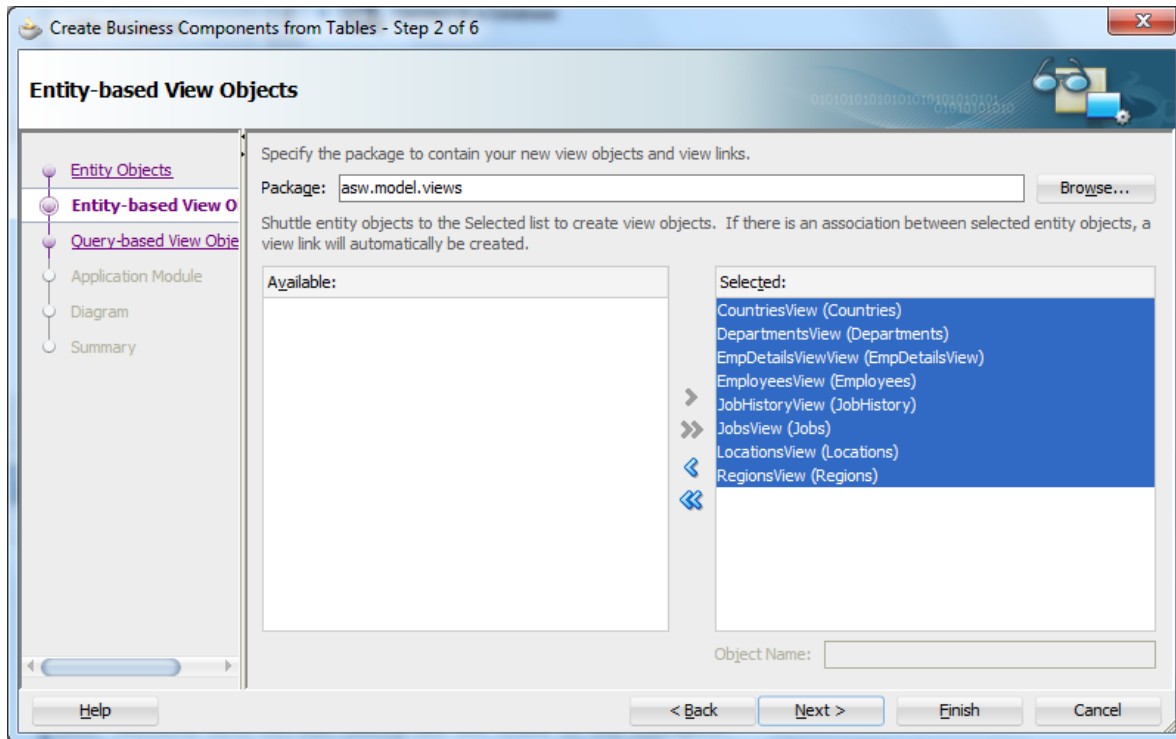 Create Business Components from Tables - Step 2 of 6
Entity-based View Objects
Entity Objects
Entity-based View O
Query-based View Obje
Application Module
Diagram
Summary
Specify the package to contain your new view objects and view links.
Package: asw.model.views Browse...
Shuttle entity objects to the Selected list to create view objects. If there is an association between selected entity objects, a
view link will automatically be created.
Available:
Selected:
CountriesView (Countries)
DepartmentsView (Departments)
EmpDetailsViewView (EmpDetailsView)
EmployeesView (Employees)
JobHistoryView (JobHistory)
JobsView (Jobs)
LocationsView (Locations)
RegionsView (Regions)
Object Name:
Help < Back Next > Finish Cancel